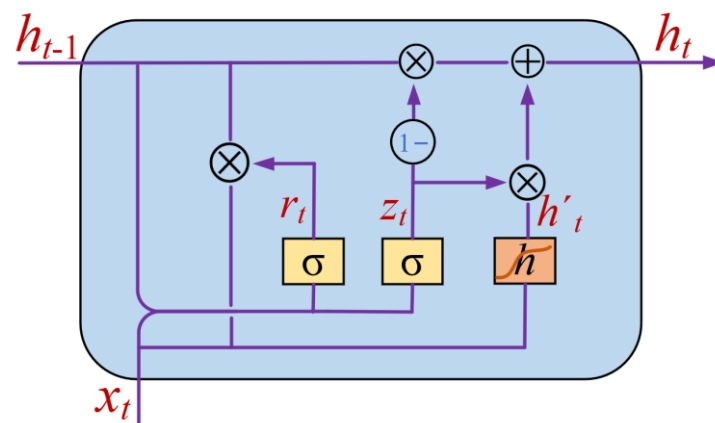 h_{t-1} h_t
⊗ +
1−
⊗ ⊗
r_t z_t h′_t
σ σ h
x_t